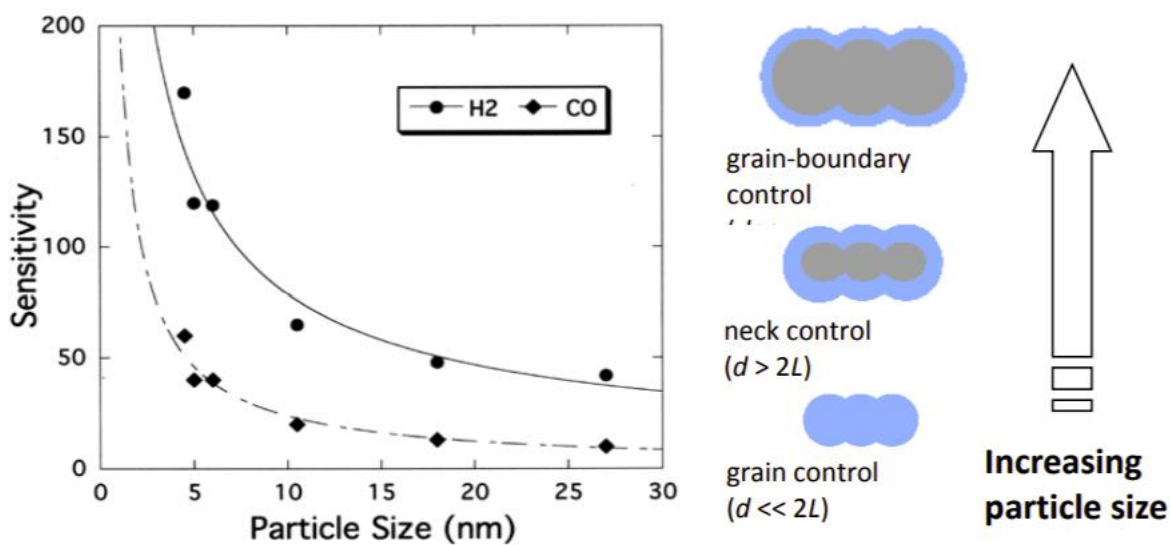 200
150
100
50
0
Sensitivity
H2 CO
0 5 10 15 20 25 30
Particle Size (nm)
grain-boundary
control
neck control
(d > 2L)
grain control
(d << 2L)
Increasing
particle size